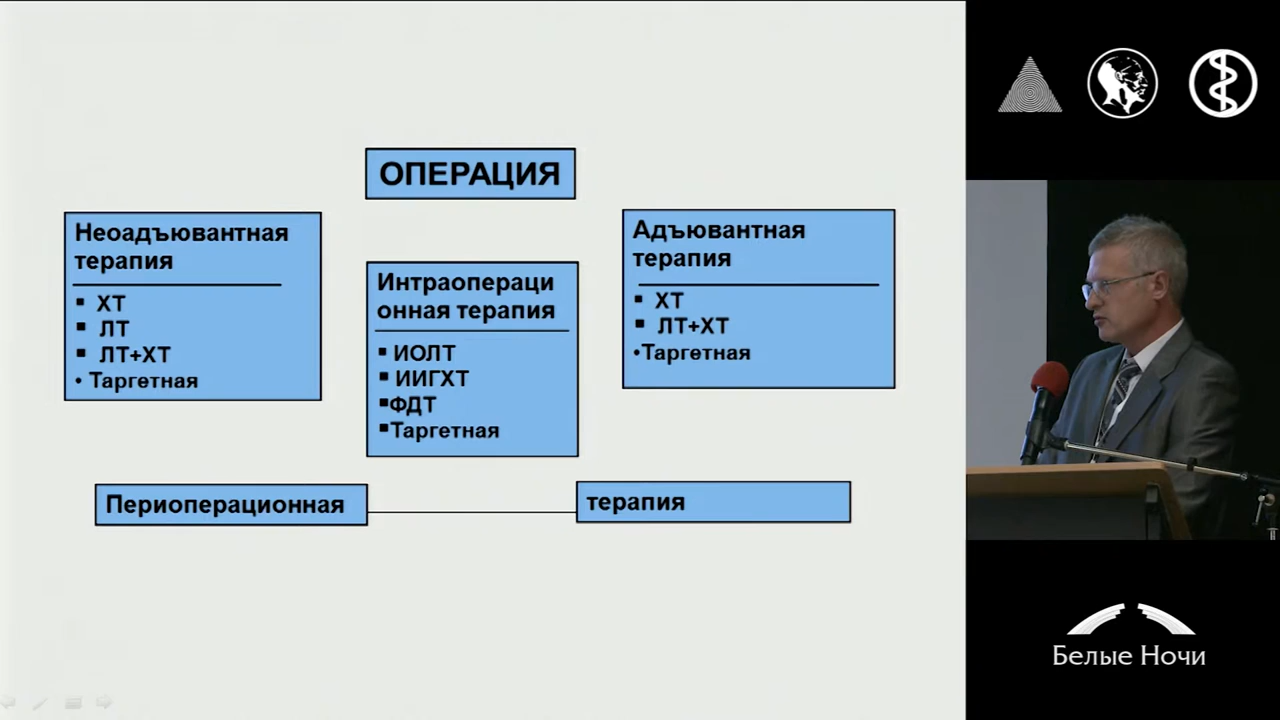 ОПЕРАЦИЯ
Неоадъювантная
терапия
▪ ХТ
▪ ЛТ
▪ ЛТ+ХТ
• Таргетная
Интраопераци
онная терапия
▪ ИОЛТ
▪ ИИГХТ
▪ФДТ
▪Таргетная
Адъювантная
терапия
▪ ХТ
▪ ЛТ+ХТ
•Таргетная
Периоперационная
терапия
Белые Ночи